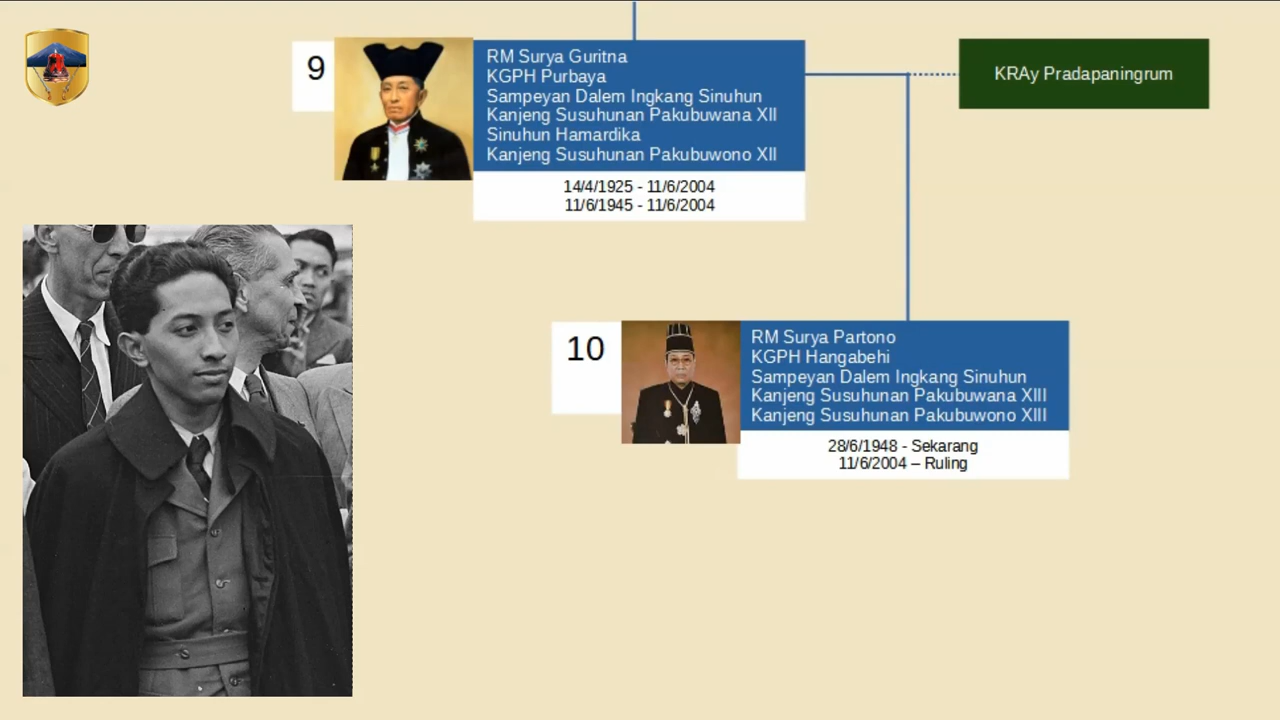 9
RM Surya Guritna
KGPH Purbaya
Sampeyan Dalem Ingkang Sinuhun
Kanjeng Susuhunan Pakubuwana XII
Sinuhun Hamardika
Kanjeng Susuhunan Pakubuwono XII
14/4/1925 - 11/6/2004
11/6/1945 - 11/6/2004
KRAy Pradapaningrum
10
RM Surya Partono
KGPH Hangabehi
Sampeyan Dalem Ingkang Sinuhun
Kanjeng Susuhunan Pakubuwana XIII
Kanjeng Susuhunan Pakubuwono XIII
28/6/1948 - Sekarang
11/6/2004 – Ruling